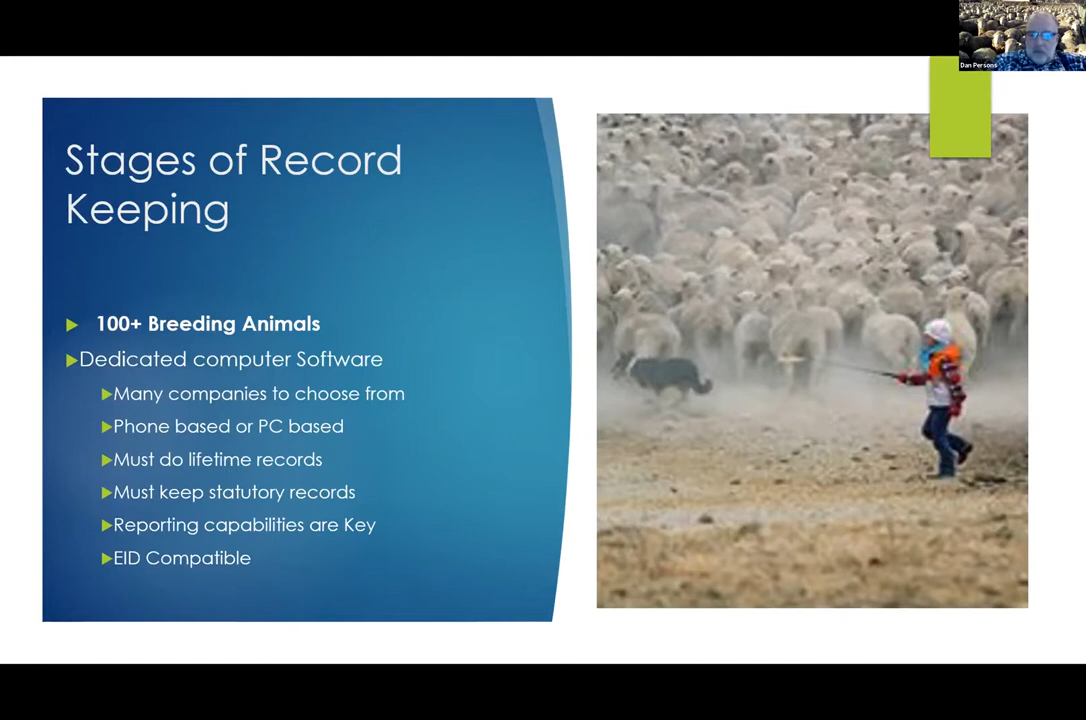 Dan Persons
Stages of Record
Keeping
100+ Breeding Animals
Dedicated computer Software
Many companies to choose from
Phone based or PC based
Must do lifetime records
Must keep statutory records
Reporting capabilities are Key
EID Compatible